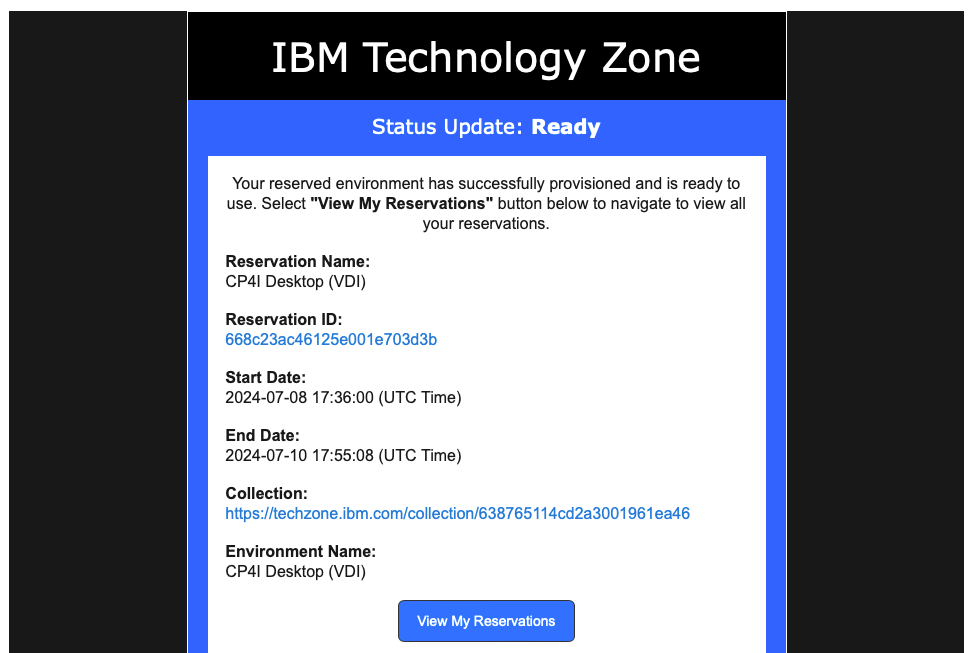 IBM Technology Zone
Status Update: Ready
Your reserved environment has successfully provisioned and is ready to
use. Select "View My Reservations" button below to navigate to view all
your reservations.
Reservation Name:
CP4I Desktop (VDI)
Reservation ID:
668c23ac46125e001e703d3b
Start Date:
2024-07-08 17:36:00 (UTC Time)
End Date:
2024-07-10 17:55:08 (UTC Time)
Collection:
https://techzone.ibm.com/collection/638765114cd2a3001961ea46
Environment Name:
CP4I Desktop (VDI)
View My Reservations